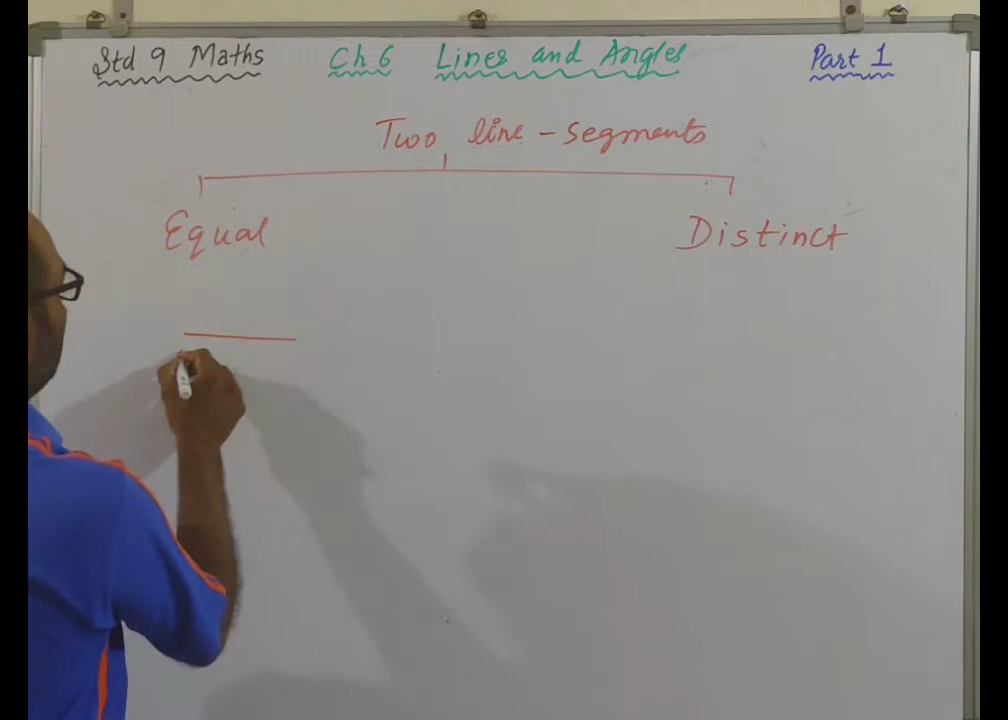 Std 9 Maths Ch 6 Lines and Angles Part 1
Two line - segments
Equal Distinct